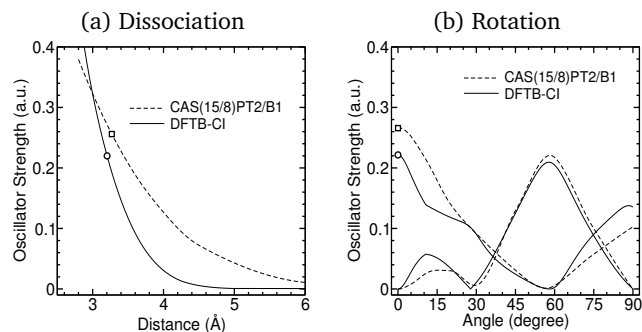 (a) Dissociation
0.4
0.3
0.2
0.1
0
Oscillator Strength (a.u.)
CAS(15/8)PT2/B1
DFTB-CI
3
4
5
6
Distance (Å)
(b) Rotation
0.4
0.3
0.2
0.1
0
Oscillator Strength (a.u.)
CAS(15/8)PT2/B1
DFTB-CI
0
15
30
45
60
75
90
Angle (degree)